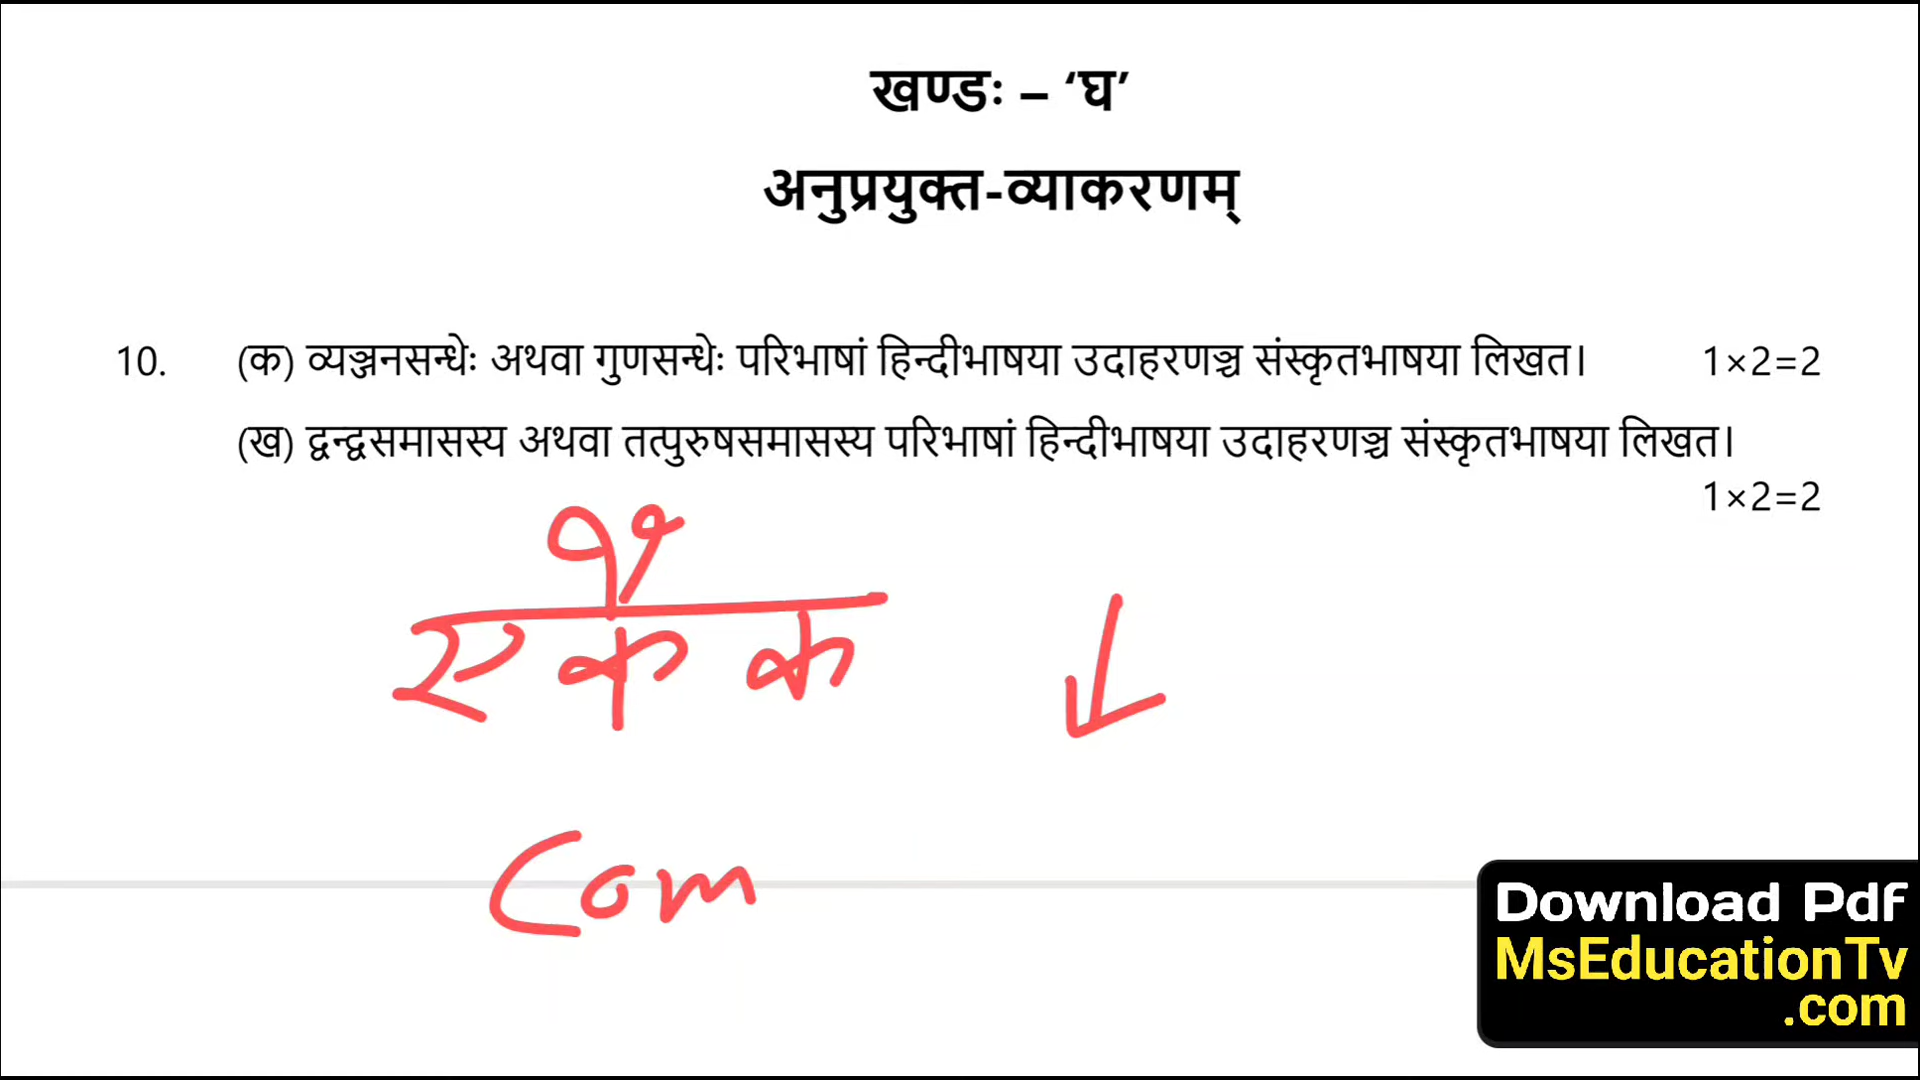 खण्डः – ‘घ’
अनुप्रयुक्त-व्याकरणम्
10. (क) व्यञ्जनसन्धेः अथवा गुणसन्धेः परिभाषां हिन्दीभाषया उदाहरणञ्च संस्कृतभाषया लिखत। 1×2=2
(ख) द्वन्द्वसमासस्य अथवा तत्पुरुषसमासस्य परिभाषां हिन्दीभाषया उदाहरणञ्च संस्कृतभाषया लिखत।
1×2=2
Com
Download Pdf
MsEducationTv
.com